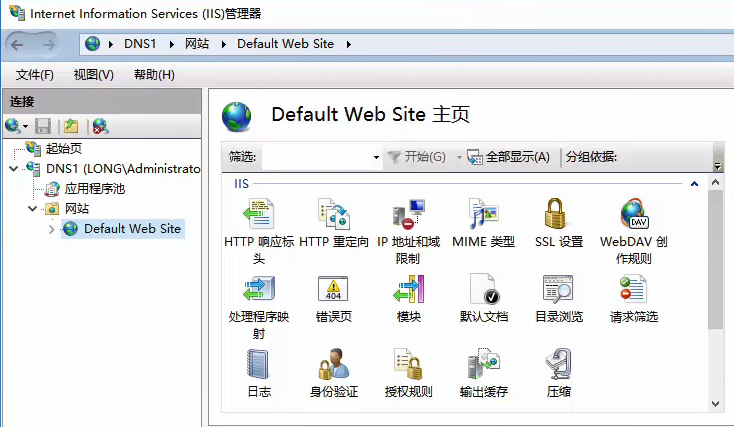 Internet Information Services (IIS)管理器
DNS1 网站 Default Web Site
文件(F) 视图(V) 帮助(H)
连接
起始页
DNS1 (LONG\Administrato
应用程序池
网站
Default Web Site
Default Web Site 主页
筛选: 开始(G) 全部显示(A) 分组依据:
IIS
HTTP 响应标 HTTP 重定向 IP 地址和域 MIME 类型 SSL 设置 WebDAV 创
头 限制 作规则
DAV
404
处理程序映 错误页 模块 默认文档 目录浏览 请求筛选
射
日志 身份验证 授权规则 输出缓存 压缩